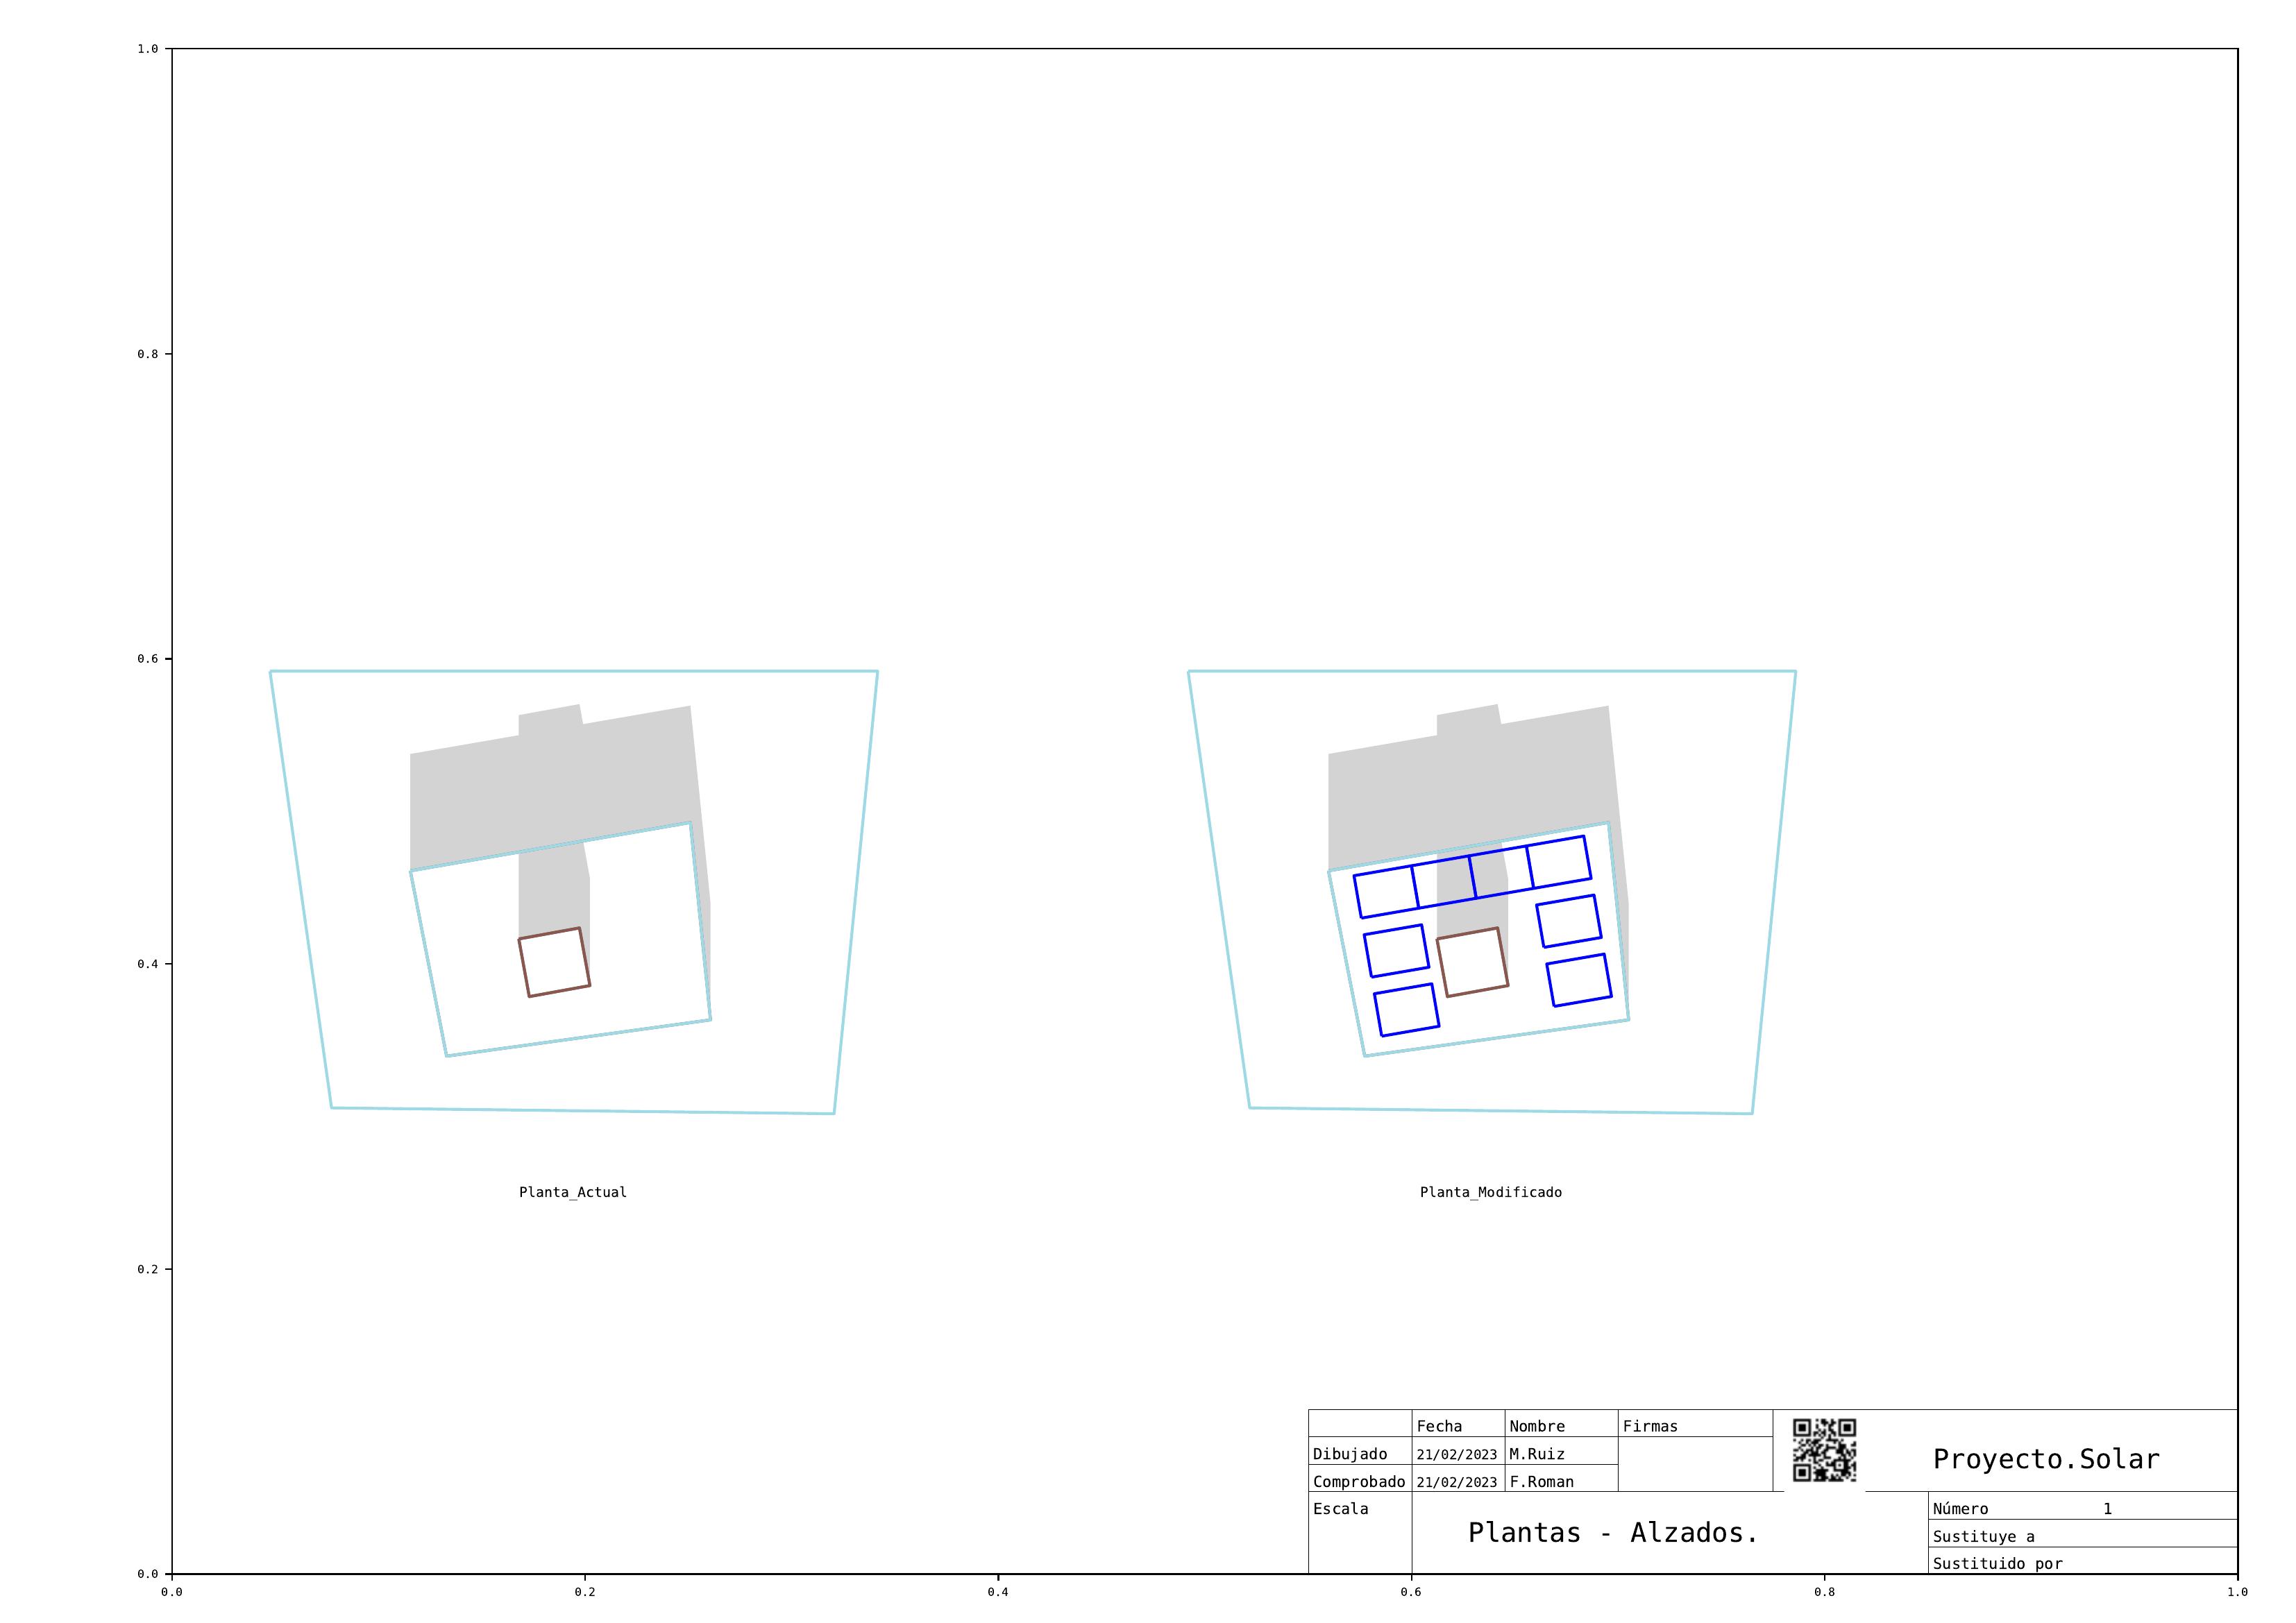 1.0
0.8
0.6
0.4
0.2
0.0
0.0 0.2 0.4 0.6 0.8 1.0
Planta_Actual
Planta_Modificado
Fecha Nombre Firmas
Dibujado 21/02/2023 M.Ruiz
Comprobado 21/02/2023 F.Roman
Proyecto.Solar
Escala
Plantas - Alzados.
Número 1
Sustituye a
Sustituido por